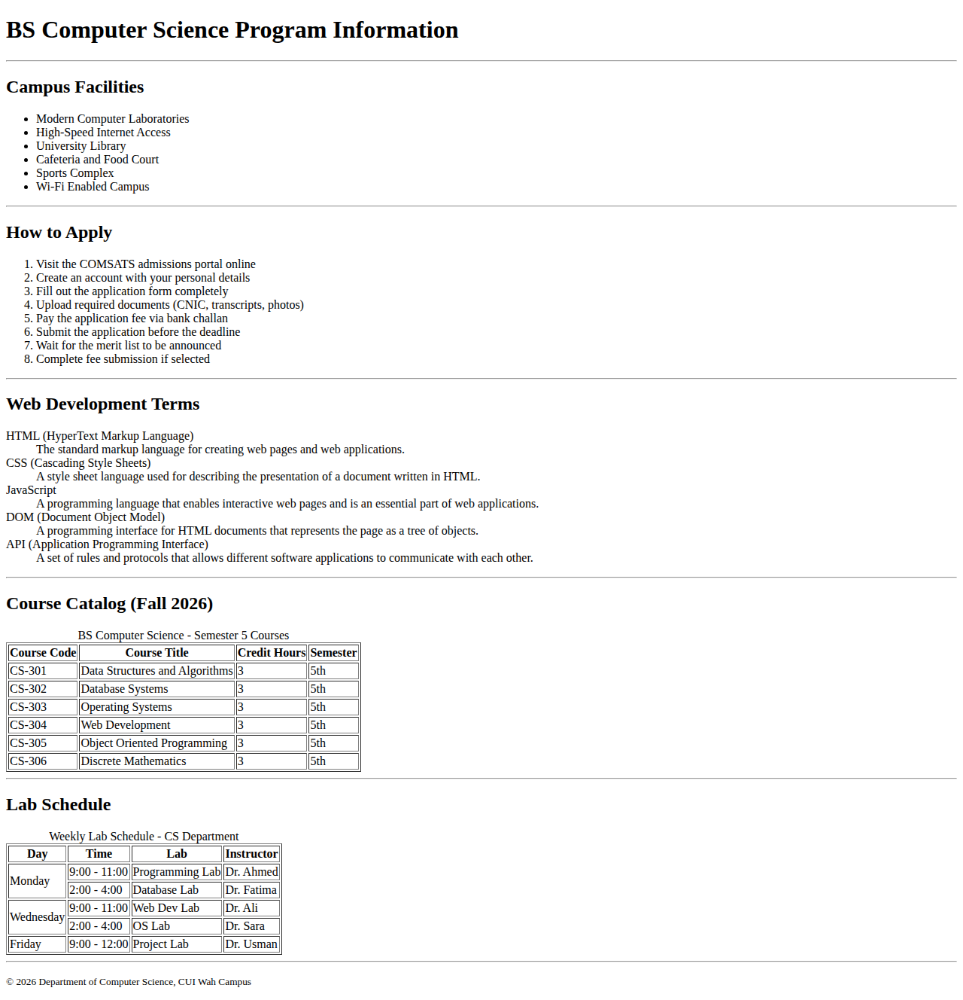 BS Computer Science Program Information
Campus Facilities
• Modern Computer Laboratories
• High-Speed Internet Access
• University Library
• Cafeteria and Food Court
• Sports Complex
• Wi-Fi Enabled Campus
How to Apply
1. Visit the COMSATS admissions portal online
2. Create an account with your personal details
3. Fill out the application form completely
4. Upload required documents (CNIC, transcripts, photos)
5. Pay the application fee via bank challan
6. Submit the application before the deadline
7. Wait for the merit list to be announced
8. Complete fee submission if selected
Web Development Terms
HTML (HyperText Markup Language)
The standard markup language for creating web pages and web applications.
CSS (Cascading Style Sheets)
A style sheet language used for describing the presentation of a document written in HTML.
JavaScript
A programming language that enables interactive web pages and is an essential part of web applications.
DOM (Document Object Model)
A programming interface for HTML documents that represents the page as a tree of objects.
API (Application Programming Interface)
A set of rules and protocols that allows different software applications to communicate with each other.
Course Catalog (Fall 2026)
BS Computer Science - Semester 5 Courses
Course Code Course Title Credit Hours Semester
CS-301 Data Structures and Algorithms 3 5th
CS-302 Database Systems 3 5th
CS-303 Operating Systems 3 5th
CS-304 Web Development 3 5th
CS-305 Object Oriented Programming 3 5th
CS-306 Discrete Mathematics 3 5th
Lab Schedule
Weekly Lab Schedule - CS Department
Day Time Lab Instructor
Monday 9:00 - 11:00 Programming Lab Dr. Ahmed
2:00 - 4:00 Database Lab Dr. Fatima
Wednesday 9:00 - 11:00 Web Dev Lab Dr. Ali
2:00 - 4:00 OS Lab Dr. Sara
Friday 9:00 - 12:00 Project Lab Dr. Usman
© 2026 Department of Computer Science, CUI Wah Campus